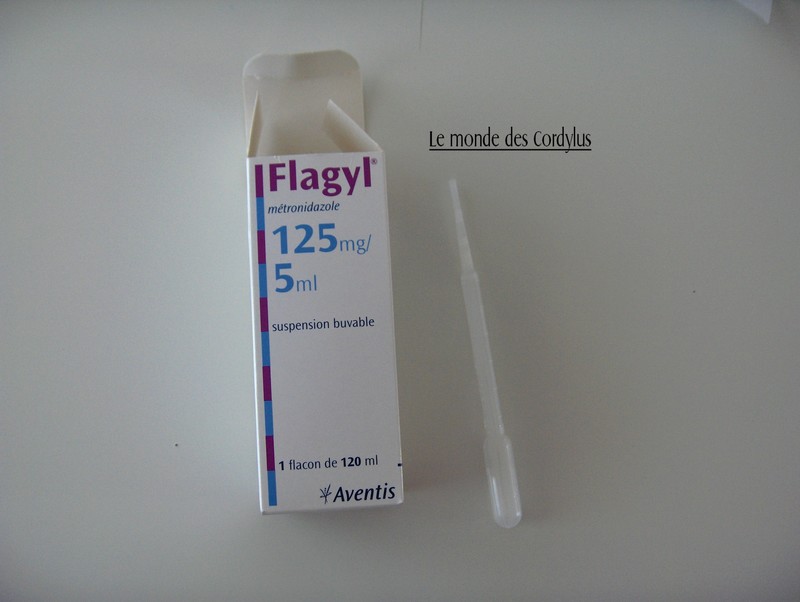 Le monde des Cordylus
Flagyl®
métronidazole
125mg/
5ml
suspension buvable
1 flacon de 120 ml
Aventis